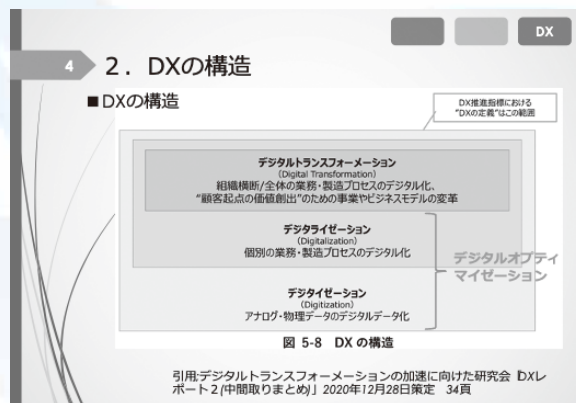 DX
4
2．DXの構造
■DXの構造
DX推進指標における
“DXの定義”はこの範囲
デジタルトランスフォーメーション
(Digital Transformation)
組織横断/全体の業務・製造プロセスのデジタル化、
“顧客起点の価値創出”のための事業やビジネスモデルの変革
デジタライゼーション
(Digitalization)
個別の業務・製造プロセスのデジタル化
デジタルオプティ
マイゼーション
デジタイゼーション
(Digitization)
アナログ・物理データのデジタルデータ化
図 5-8 DX の構造
引用:デジタルトランスフォーメーションの加速に向けた研究会「DXレ
ポート２(中間取りまとめ)」2020年12月28日策定　34頁